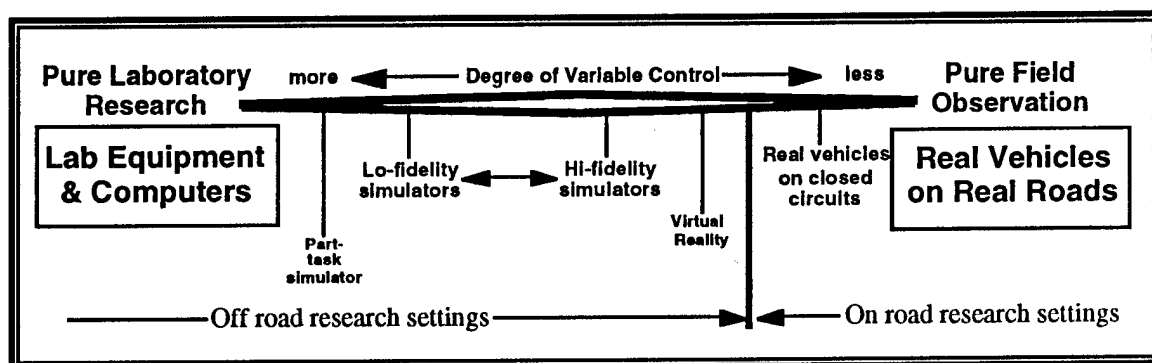 Pure Laboratory
Research
more
Degree of Variable Control
less
Pure Field
Observation
Lab Equipment
& Computers
Lo-fidelity
simulators
Hi-fidelity
simulators
Real vehicles
on closed
circuits
Real Vehicles
on Real Roads
Part-
task
simulator
Virtual
Reality
Off road research settings
On road research settings